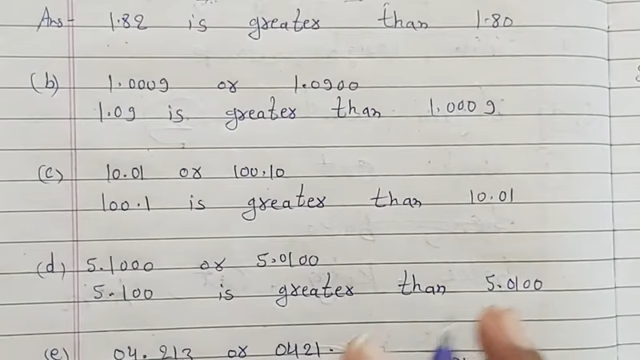 Ans- 1.82 is greater than 1.80
(b) 1.0009 or 1.0900
1.09 is greater than 1.0009.
(c) 10.01 or 100.10
100.1 is greater than 10.01
(d) 5.1000 or 5.0100
5.100 is greater than 5.0100
(e) 04.213 or 0421.